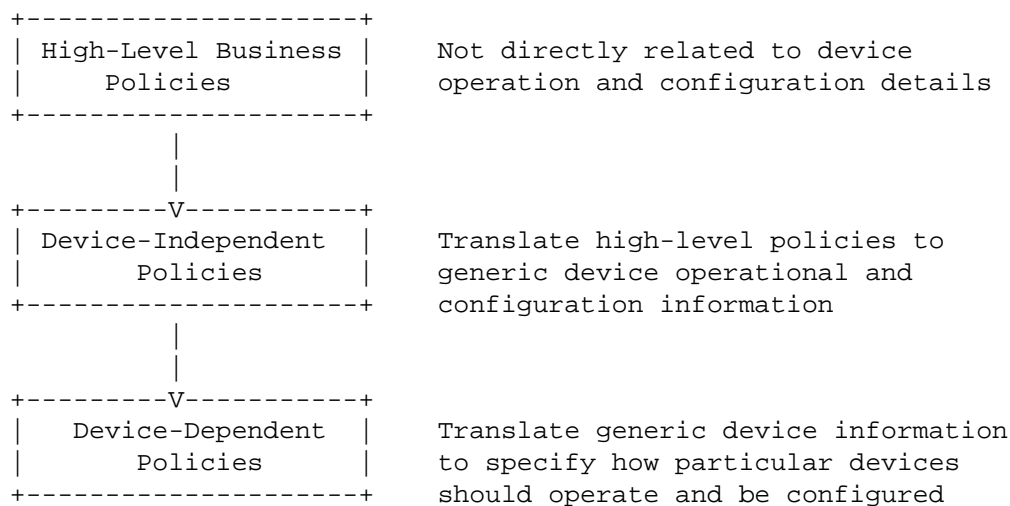 +---------------------+
| High-Level Business |    Not directly related to device
|     Policies        |    operation and configuration details
+---------------------+
          |
          |
+---------V-----------+
| Device-Independent  |    Translate high-level policies to
|       Policies      |    generic device operational and
+---------------------+    configuration information
          |
          |
+---------V-----------+
|   Device-Dependent  |    Translate generic device information
|       Policies      |    to specify how particular devices
+---------------------+    should operate and be configured